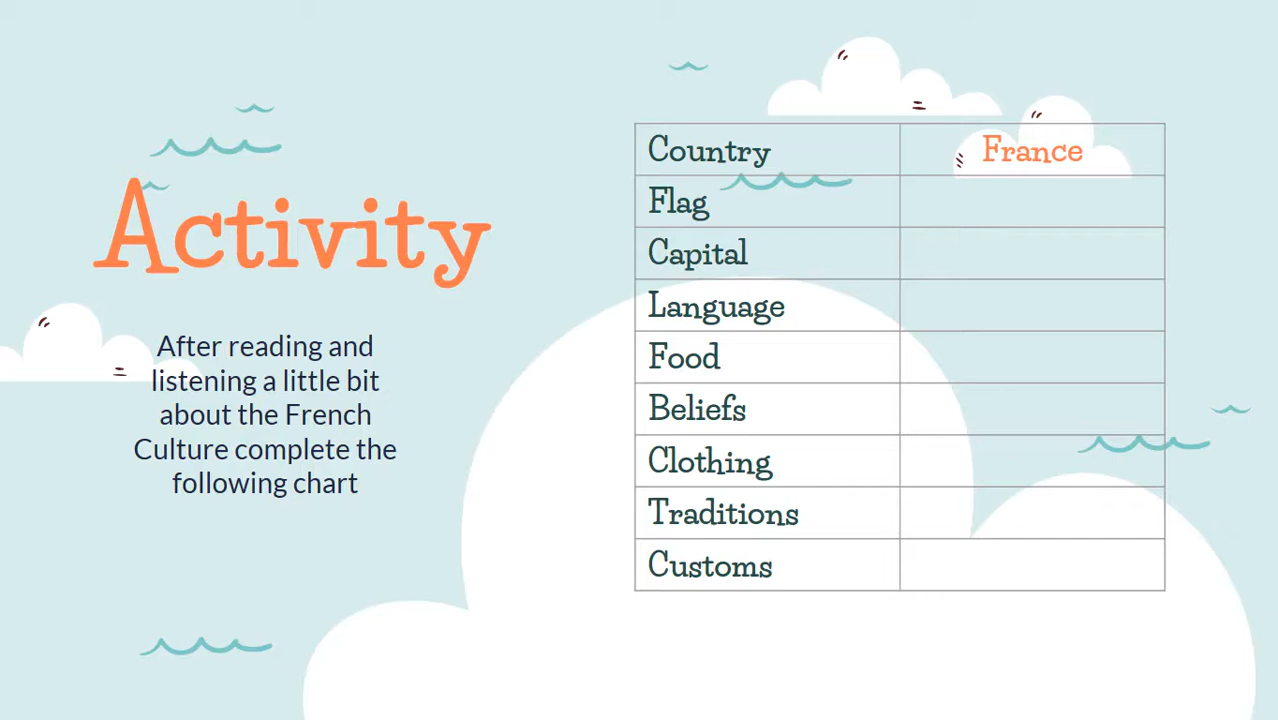 Activity
After reading and
listening a little bit
about the French
Culture complete the
following chart
Country France
Flag
Capital
Language
Food
Beliefs
Clothing
Traditions
Customs